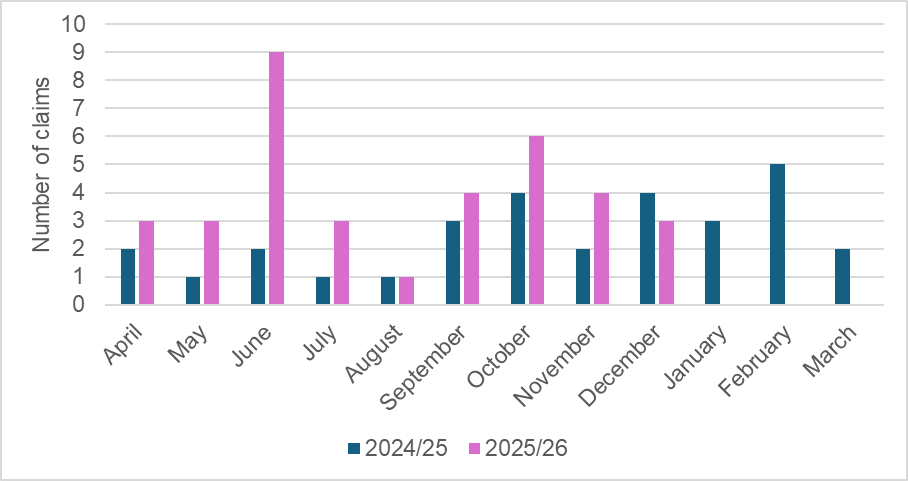 Number of claims
10
9
8
7
6
5
4
3
2
1
0
April
May
June
July
August
September
October
November
December
January
February
March
2024/25
2025/26